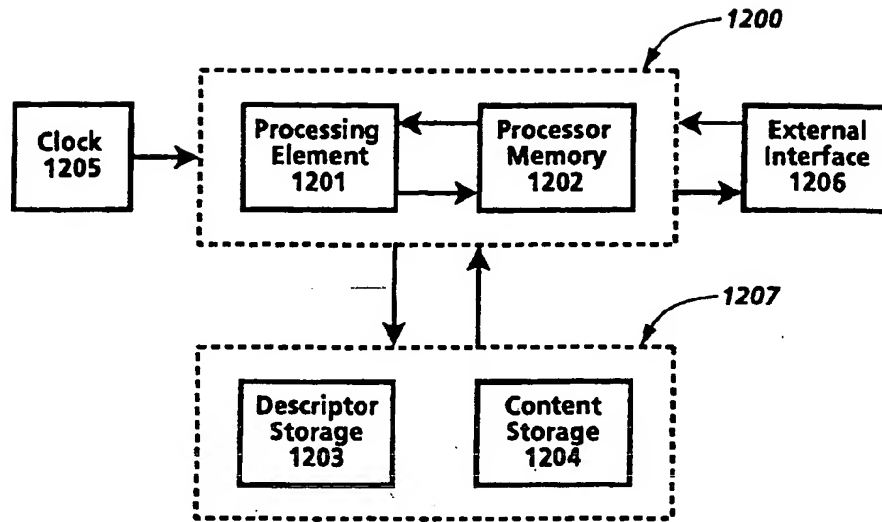 1200
Clock
1205
Processing
Element
1201
Processor
Memory
1202
External
Interface
1206
1207
Descriptor
Storage
1203
Content
Storage
1204